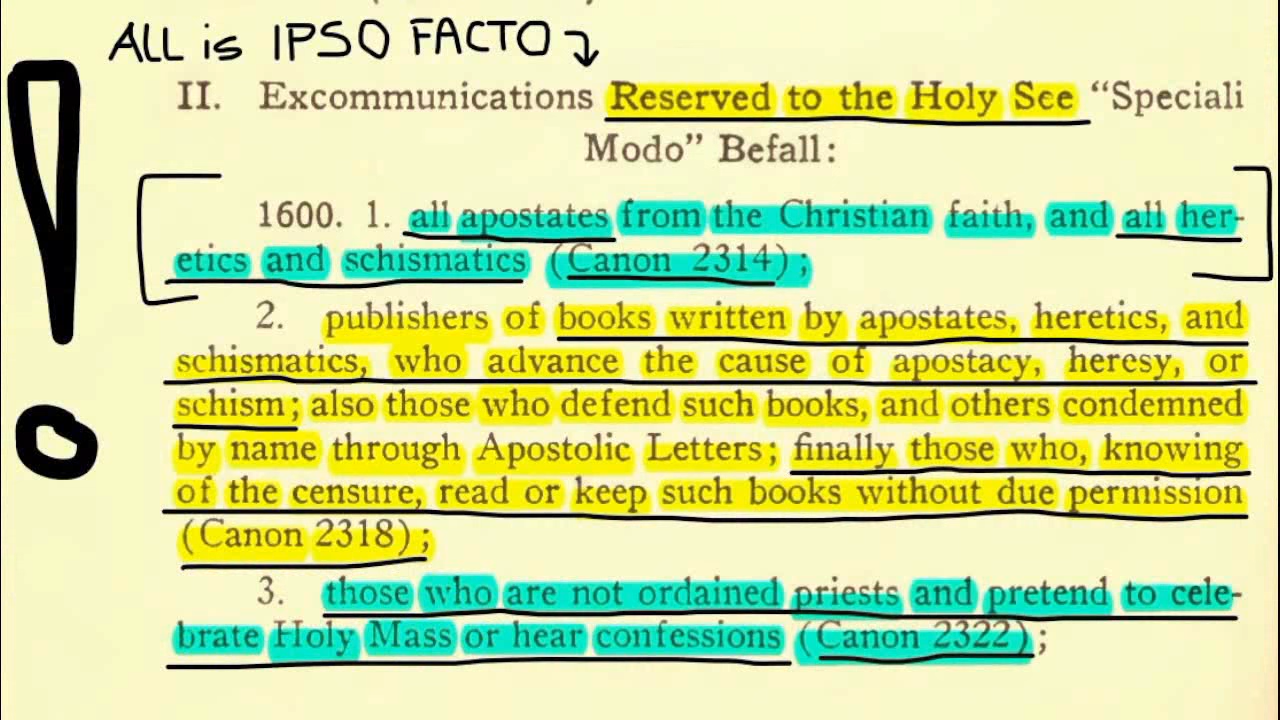 ALL is IPSO FACTO
II. Excommunications Reserved to the Holy See “Speciali
Modo” Befall:
1600. 1. all apostates from the Christian faith, and all her-
etics and schismatics (Canon 2314);
2. publishers of books written by apostates, heretics, and
schismatics, who advance the cause of apostacy, heresy, or
schism; also those who defend such books, and others condemned
by name through Apostolic Letters; finally those who, knowing
of the censure, read or keep such books without due permission
(Canon 2318);
3. those who are not ordained priests and pretend to cele-
brate Holy Mass or hear confessions (Canon 2322);